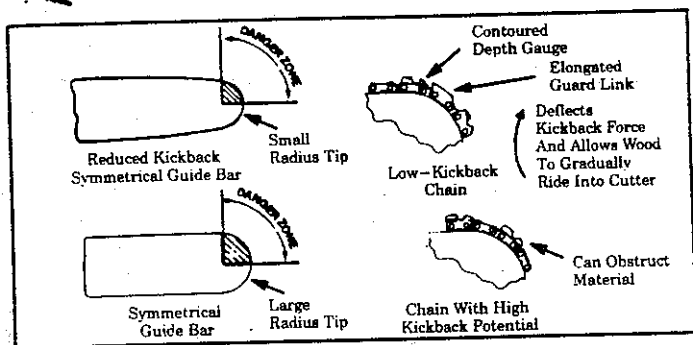 DANGER ZONE
Small
Radius Tip
Reduced Kickback
Symmetrical Guide Bar
Contoured
Depth Gauge
Elongated
Guard Link
Deflects
Kickback Force
And Allows Wood
To Gradually
Ride Into Cutter
Low-Kickback
Chain
DANGER ZONE
Large
Radius Tip
Symmetrical
Guide Bar
Can Obstruct
Material
Chain With High
Kickback Potential